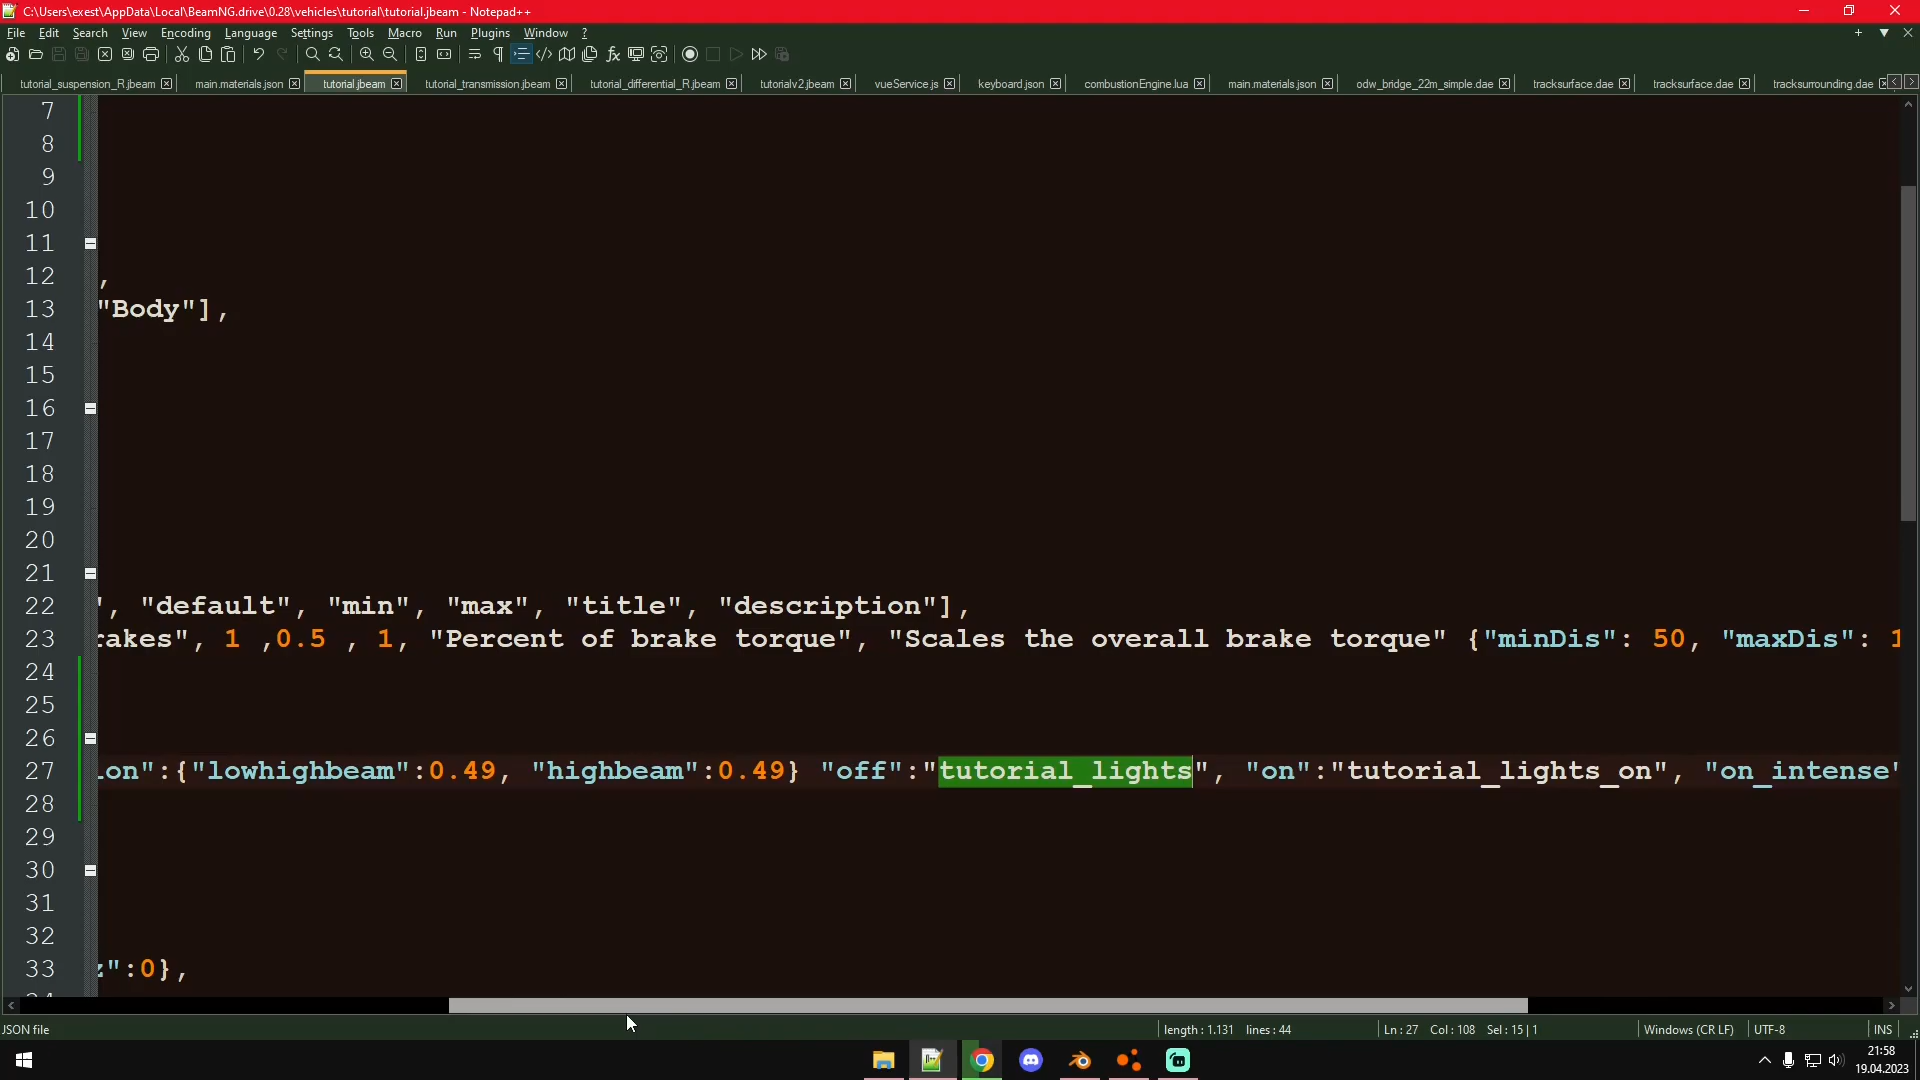 C:\Users\exest\AppData\Local\BeamNG.drive\0.28\vehicles\tutorial\tutorial.jbeam - Notepad++
File Edit Search View Encoding Language Settings Tools Macro Run Plugins Window ?
tutorial_suspension_R.jbeam main.materials.json tutorial.jbeam tutorial_transmission.jbeam tutorial_differential_R.jbeam tutorialv2.jbeam vueService.js keyboard.json combustionEngine.lua main.materials.json odw_bridge_22m_simple.dae tracksurface.dae tracksurface.dae tracksurrounding.dae
7
8
9
10
11
12 ,
13 "Body"],
14
15
16
17
18
19
20
21
22 ', "default", "min", "max", "title", "description"],
23 rakes", 1 ,0.5 , 1, "Percent of brake torque", "Scales the overall brake torque" {"minDis": 50, "maxDis": 1
24
25
26
27 ion":{"lowhighbeam":0.49, "highbeam":0.49} "off":"tutorial_lights", "on":"tutorial_lights_on", "on_intense"
28
29
30
31
32
33 z":0},
JSON file length : 1.131 lines : 44 Ln : 27 Col : 108 Sel : 15 | 1 Windows (CR LF) UTF-8 INS
21:58
19.04.2023